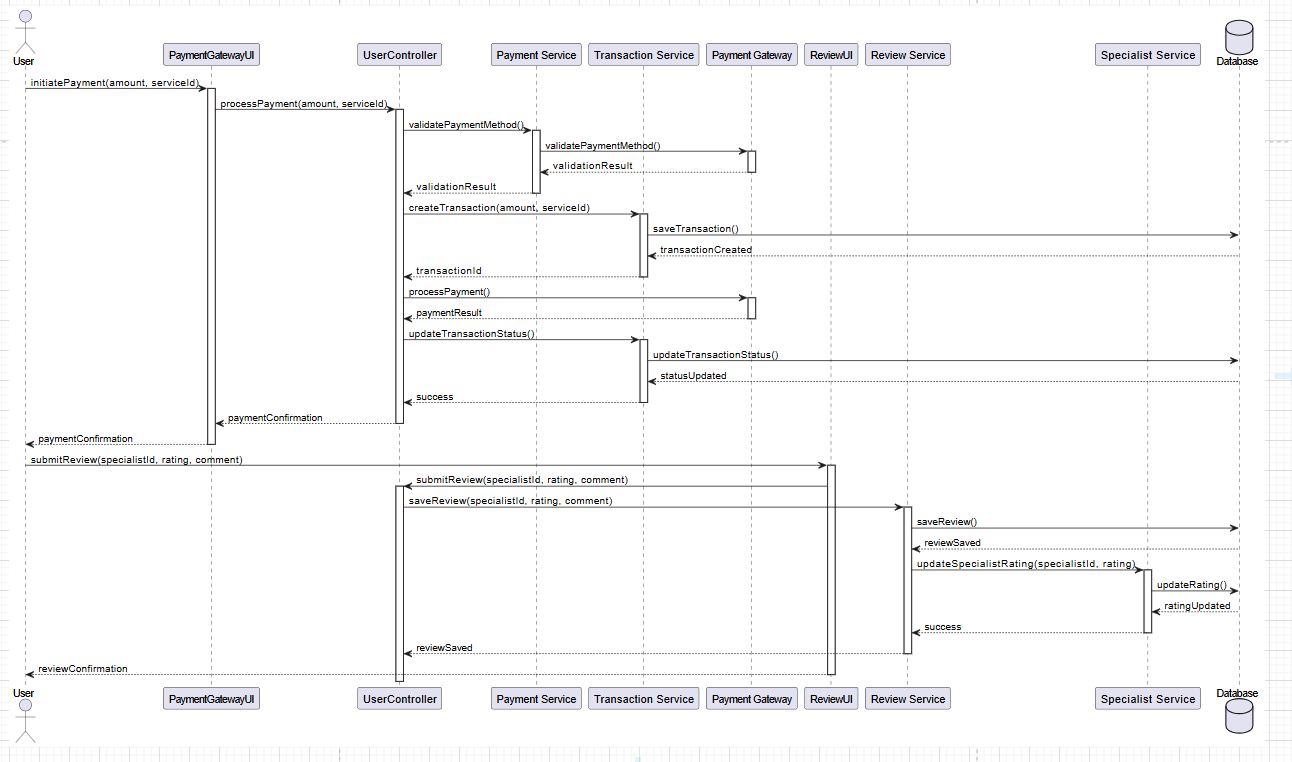 User
PaymentGatewayUI
UserController
Payment Service
Transaction Service
Payment Gateway
ReviewUI
Review Service
Specialist Service
Database
initiatePayment(amount, serviceId)
processPayment(amount, serviceId)
validatePaymentMethod()
validatePaymentMethod()
validationResult
validationResult
createTransaction(amount, serviceId)
saveTransaction()
transactionCreated
transactionId
processPayment()
paymentResult
updateTransactionStatus()
updateTransactionStatus()
statusUpdated
success
paymentConfirmation
paymentConfirmation
submitReview(specialistId, rating, comment)
submitReview(specialistId, rating, comment)
saveReview(specialistId, rating, comment)
saveReview()
reviewSaved
updateSpecialistRating(specialistId, rating)
updateRating()
ratingUpdated
success
reviewSaved
reviewConfirmation
User
PaymentGatewayUI
UserController
Payment Service
Transaction Service
Payment Gateway
ReviewUI
Review Service
Specialist Service
Database